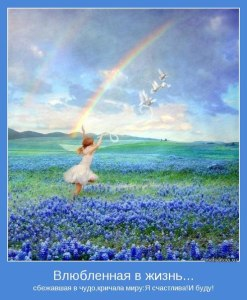 Влюбленная в жизнь...
сбежавшая в чудо,кричала миру:Я счастлива!И буду!